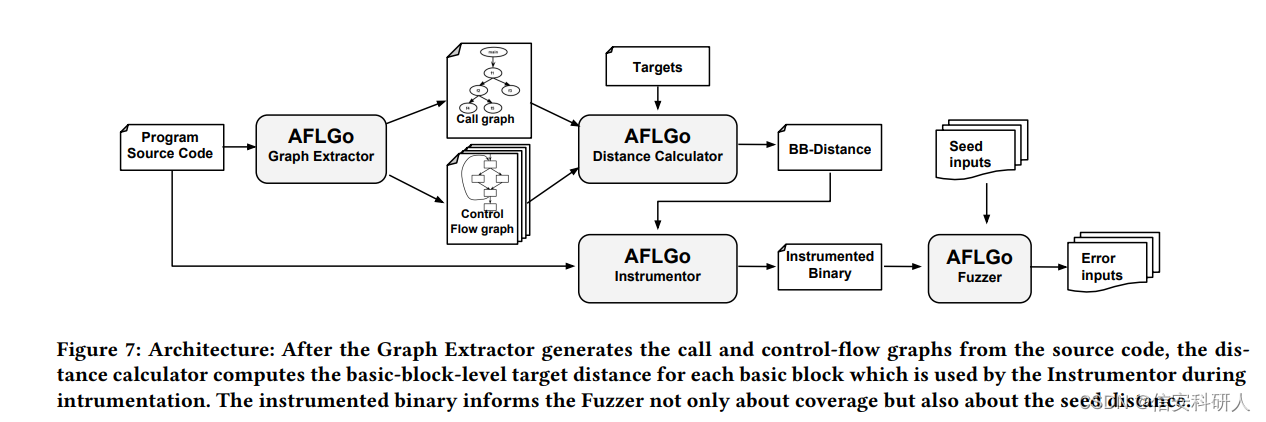 main
f1
f2
f3
f4
f5
Call graph
Targets
Program
Source Code
AFLGo
Graph Extractor
AFLGo
Distance Calculator
BB-Distance
Seed
inputs
Control
Flow graph
AFLGo
Instrumentor
Instrumented
Binary
AFLGo
Fuzzer
Error
inputs
Figure 7: Architecture: After the Graph Extractor generates the call and control-flow graphs from the source code, the dis-
tance calculator computes the basic-block-level target distance for each basic block which is used by the Instrumentor during
intrumentation. The instrumented binary informs the Fuzzer not only about coverage but also about the seed distance.
CSDN @信安科研人